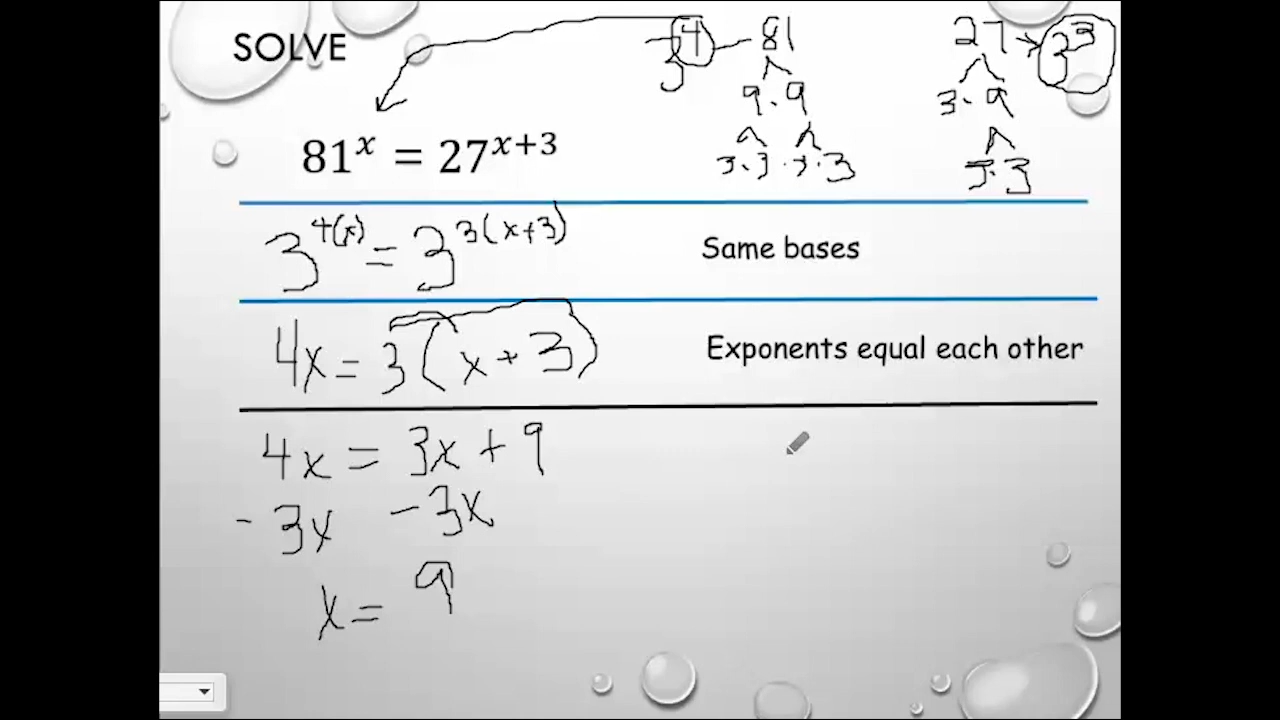 SOLVE
3^4 - 81
27 → 3^3
9 · 9
3 · 9
3 · 3 · 3 · 3
3 · 3
81^x = 27^{x+3}
3^{4(x)} = 3^{3(x+3)}
Same bases
4x = 3(x + 3)
Exponents equal each other
4x = 3x + 9
- 3x - 3x
x = 9